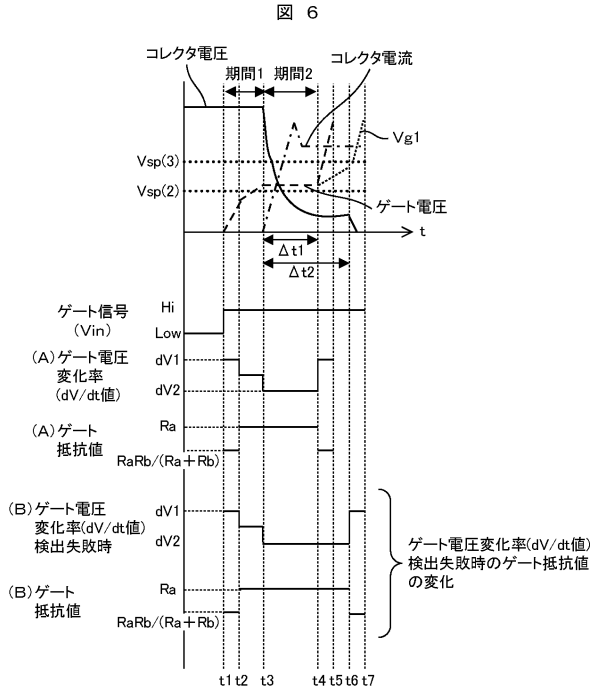 図 6
コレクタ電圧
コレクタ電流
期間1
期間2
Vg1
Vsp(3)
Vsp(2)
ゲート電圧
t
Δt1
Δt2
ゲート信号
(Vin)
Hi
Low
(A)ゲート電圧
変化率
(dV/dt値)
dV1
dV2
(A)ゲート
抵抗値
Ra
RaRb/(Ra+Rb)
(B)ゲート電圧
変化率(dV/dt値)
検出失敗時
dV1
dV2
ゲート電圧変化率(dV/dt値)
検出失敗時のゲート抵抗値
の変化
(B)ゲート
抵抗値
Ra
RaRb/(Ra+Rb)
t1 t2 t3 t4 t5 t6 t7